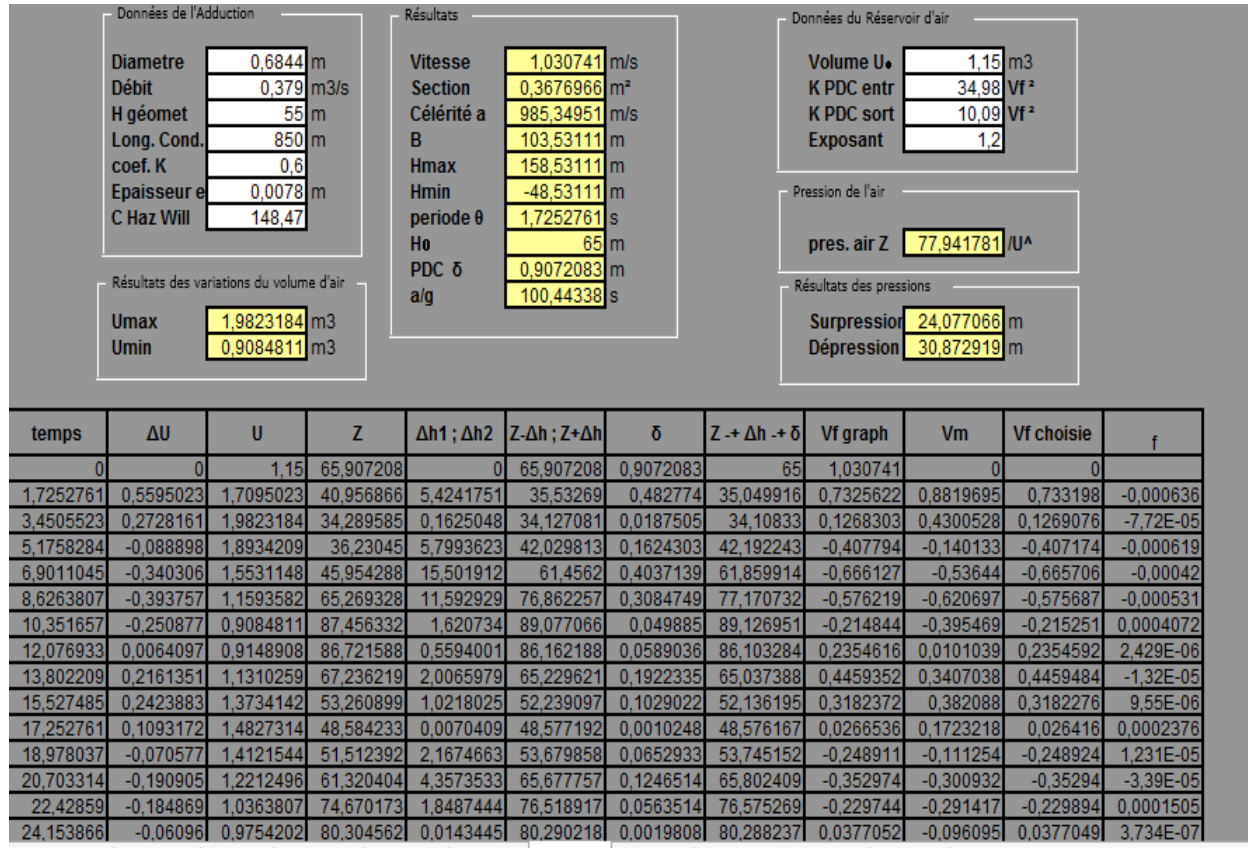 Données de l'Adduction
Diametre 0,6844 m
Débit 0,379 m3/s
H géomet 55 m
Long. Cond. 850 m
coef. K 0,6
Epaisseur e 0,0078 m
C Haz Will 148,47
Résultats des variations du volume d'air
Umax 1,9823184 m3
Umin 0,9084811 m3
Résultats
Vitesse 1,030741 m/s
Section 0,3676966 m²
Célérité a 985,34951 m/s
B 103,53111 m
Hmax 158,53111 m
Hmin -48,53111 m
periode θ 1,7252761 s
H0 65 m
PDC δ 0,9072083 m
a/g 100,44338 s
Données du Réservoir d'air
Volume U• 1,15 m3
K PDC entr 34,98 Vf ²
K PDC sort 10,09 Vf ²
Exposant 1,2
Pression de l'air
pres. air Z 77,941781 /U^
Résultats des pressions
Surpression 24,077066 m
Dépression 30,872919 m
temps ΔU U Z Δh1 ; Δh2 Z-Δh ; Z+Δh δ Z -+ Δh -+ δ Vf graph Vm Vf choisie f
0 0 1,15 65,907208 0 65,907208 0,9072083 65 1,030741 0 0
1,7252761 0,5595023 1,7095023 40,956866 5,4241751 35,53269 0,482774 35,049916 0,7325622 0,8819695 0,733198 -0,000636
3,4505523 0,2728161 1,9823184 34,289585 0,1625048 34,127081 0,0187505 34,10833 0,1268303 0,4300528 0,1269076 -7,72E-05
5,1758284 -0,088898 1,8934209 36,23045 5,7993623 42,029813 0,1624303 42,192243 -0,407794 -0,140133 -0,407174 -0,000619
6,9011045 -0,340306 1,5531148 45,954288 15,501912 61,4562 0,4037139 61,859914 -0,666127 -0,53644 -0,665706 -0,00042
8,6263807 -0,393757 1,1593582 65,269328 11,592929 76,862257 0,3084749 77,170732 -0,576219 -0,620697 -0,575687 -0,000531
10,351657 -0,250877 0,9084811 87,456332 1,620734 89,077066 0,049885 89,126951 -0,214844 -0,395469 -0,215251 0,0004072
12,076933 0,0064097 0,9148908 86,721588 0,5594001 86,162188 0,0589036 86,103284 0,2354616 0,0101039 0,2354592 2,429E-06
13,802209 0,2161351 1,1310259 67,236219 2,0065979 65,229621 0,1922335 65,037388 0,4459352 0,3407038 0,4459484 -1,32E-05
15,527485 0,2423883 1,3734142 53,260899 1,0218025 52,239097 0,1029022 52,136195 0,3182372 0,382088 0,3182276 9,55E-06
17,252761 0,1093172 1,4827314 48,584233 0,0070409 48,577192 0,0010248 48,576167 0,0266536 0,1723218 0,026416 0,0002376
18,978037 -0,070577 1,4121544 51,512392 2,1674663 53,679858 0,0652933 53,745152 -0,248911 -0,111254 -0,248924 1,231E-05
20,703314 -0,190905 1,2212496 61,320404 4,3573533 65,677757 0,1246514 65,802409 -0,352974 -0,300932 -0,35294 -3,39E-05
22,42859 -0,184869 1,0363807 74,670173 1,8487444 76,518917 0,0563514 76,575269 -0,229744 -0,291417 -0,229894 0,0001505
24,153866 -0,06096 0,9754202 80,304562 0,0143445 80,290218 0,0019808 80,288237 0,0377052 -0,096095 0,0377049 3,734E-07